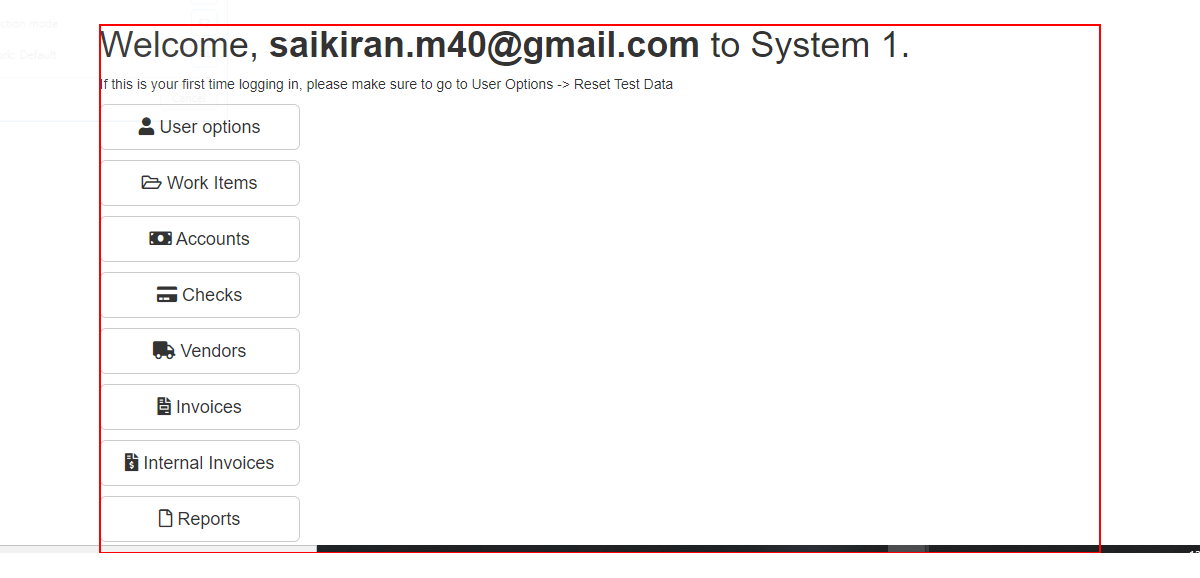 Welcome, saikiran.m40@gmail.com to System 1.
If this is your first time logging in, please make sure to go to User Options -> Reset Test Data
User options
Work Items
Accounts
Checks
Vendors
Invoices
Internal Invoices
Reports